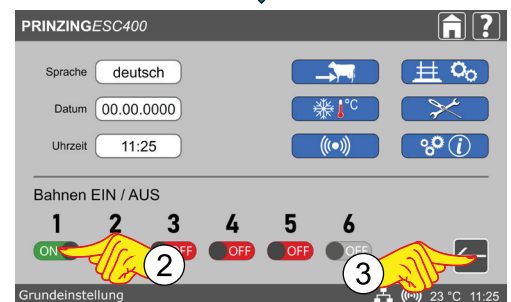 PRINZINGESC400 ?
Sprache deutsch
Datum 00.00.0000 °C
Uhrzeit 11:25 i
Bahnen EIN / AUS
1 2 3 4 5 6
ON OFF OFF OFF OFF
2 3
Grundeinstellung 23 °C 11:25